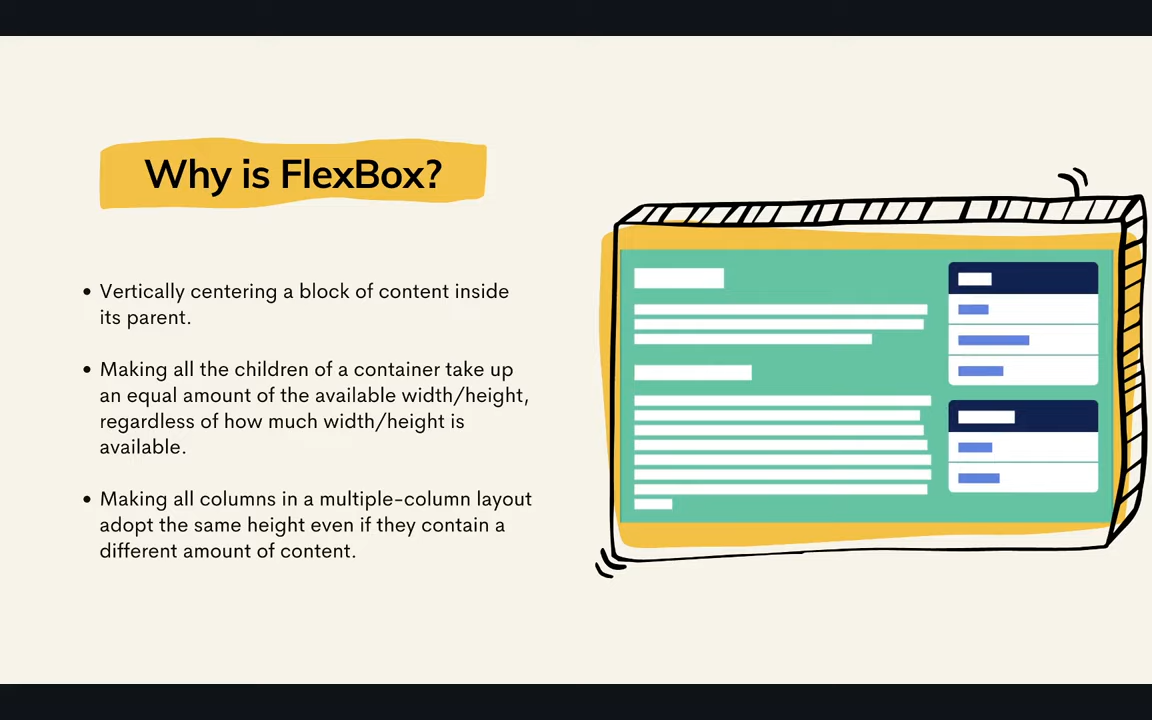 Why is FlexBox?
• Vertically centering a block of content inside
its parent.
• Making all the children of a container take up
an equal amount of the available width/height,
regardless of how much width/height is
available.
• Making all columns in a multiple-column layout
adopt the same height even if they contain a
different amount of content.